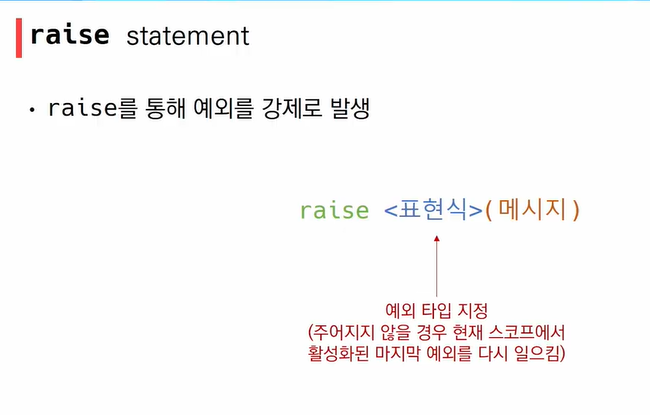 raise statement
• raise를 통해 예외를 강제로 발생
raise <표현식>(메시지)
예외 타입 지정
(주어지지 않을 경우 현재 스코프에서
활성화된 마지막 예외를 다시 일으킴)